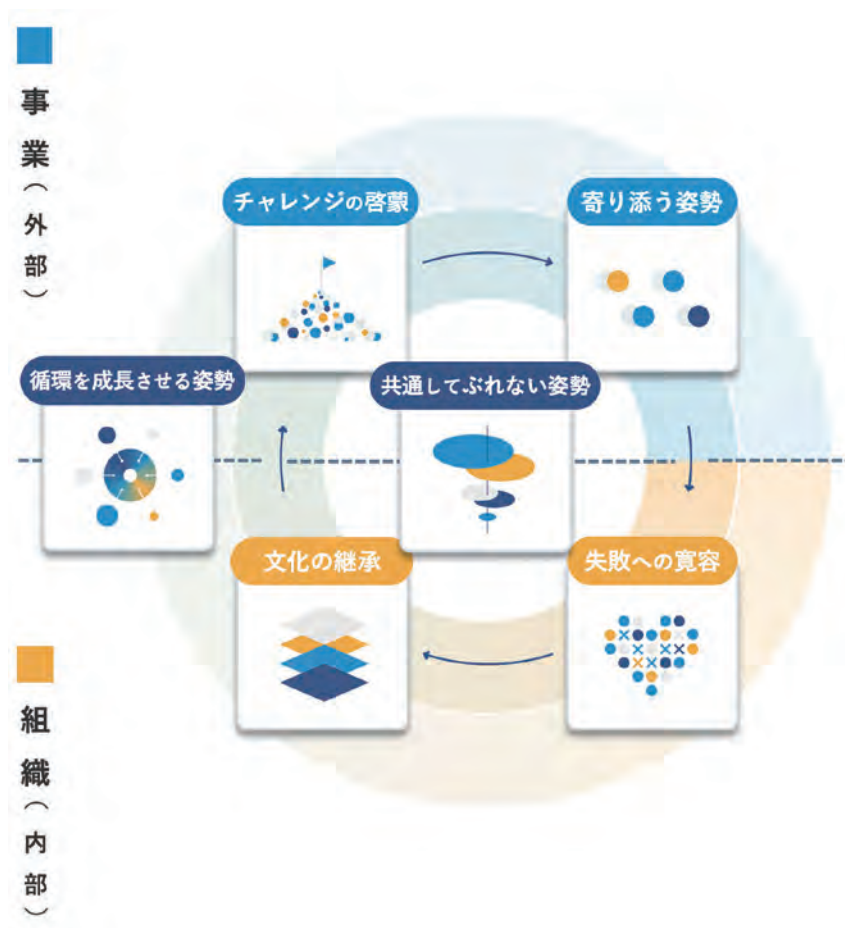 事業（外部）
チャレンジの啓蒙
寄り添う姿勢
循環を成長させる姿勢
共通してぶれない姿勢
文化の継承
失敗への寛容
組織（内部）